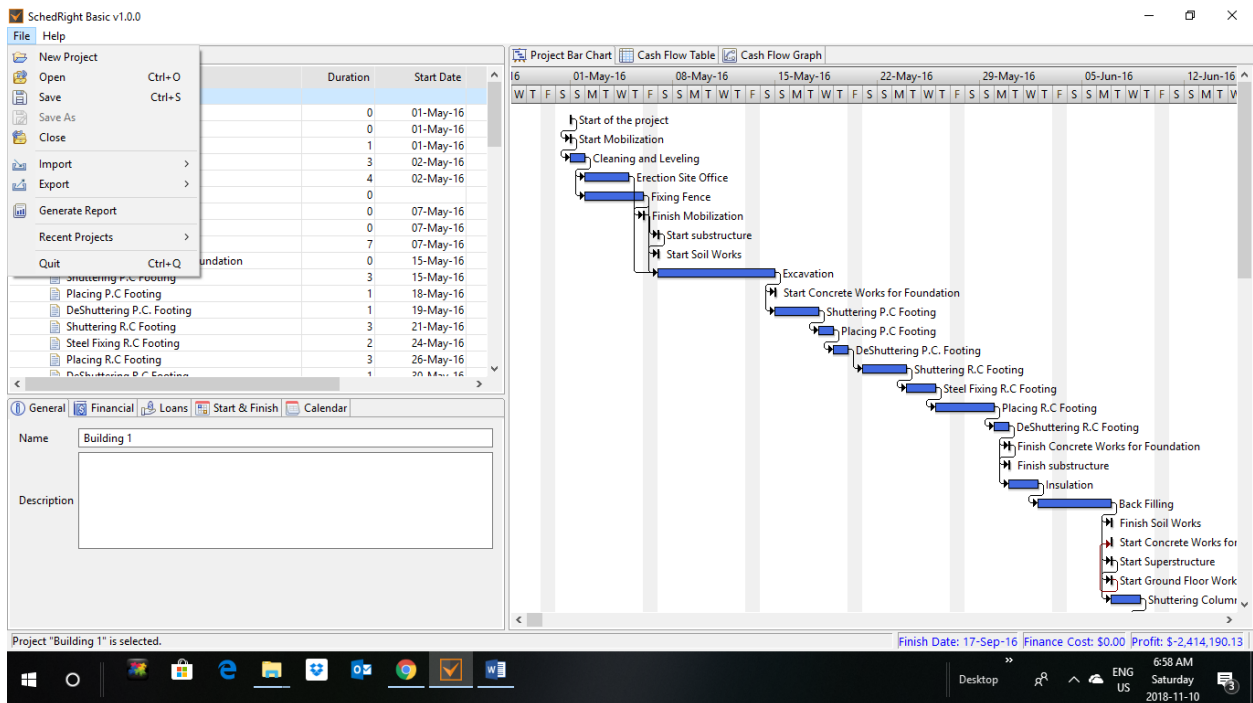 SchedRight Basic v1.0.0
File Help
New Project
Open Ctrl+O
Save Ctrl+S
Save As
Close
Import
Export
Generate Report
Recent Projects
Quit Ctrl+Q
Duration Start Date
0 01-May-16
0 01-May-16
1 01-May-16
3 02-May-16
4 02-May-16
0
0 07-May-16
0 07-May-16
7 07-May-16
undation 0 15-May-16
Shuttering P.C Footing 3 15-May-16
Placing P.C Footing 1 18-May-16
DeShuttering P.C. Footing 1 19-May-16
Shuttering R.C Footing 3 21-May-16
Steel Fixing R.C Footing 2 24-May-16
Placing R.C Footing 3 26-May-16
DeShuttering R.C Footing 1 30-May-16
General Financial Loans Start & Finish Calendar
Name Building 1
Description
Project Bar Chart Cash Flow Table Cash Flow Graph
16 01-May-16 08-May-16 15-May-16 22-May-16 29-May-16 05-Jun-16 12-Jun-16
W T F S S M T W T F S S M T W T F S S M T W T F S S M T W T F S S M T W T F S S M T W T F S S M T W
Start of the project
Start Mobilization
Cleaning and Leveling
Erection Site Office
Fixing Fence
Finish Mobilization
Start substructure
Start Soil Works
Excavation
Start Concrete Works for Foundation
Shuttering P.C Footing
Placing P.C Footing
DeShuttering P.C. Footing
Shuttering R.C Footing
Steel Fixing R.C Footing
Placing R.C Footing
DeShuttering R.C Footing
Finish Concrete Works for Foundation
Finish substructure
Insulation
Back Filling
Finish Soil Works
Start Concrete Works for
Start Superstructure
Start Ground Floor Work
Shuttering Column
Project "Building 1" is selected.
Finish Date: 17-Sep-16 Finance Cost: $0.00 Profit: $-2,414,190.13
Desktop
ENG
US
6:58 AM
Saturday
2018-11-10
3